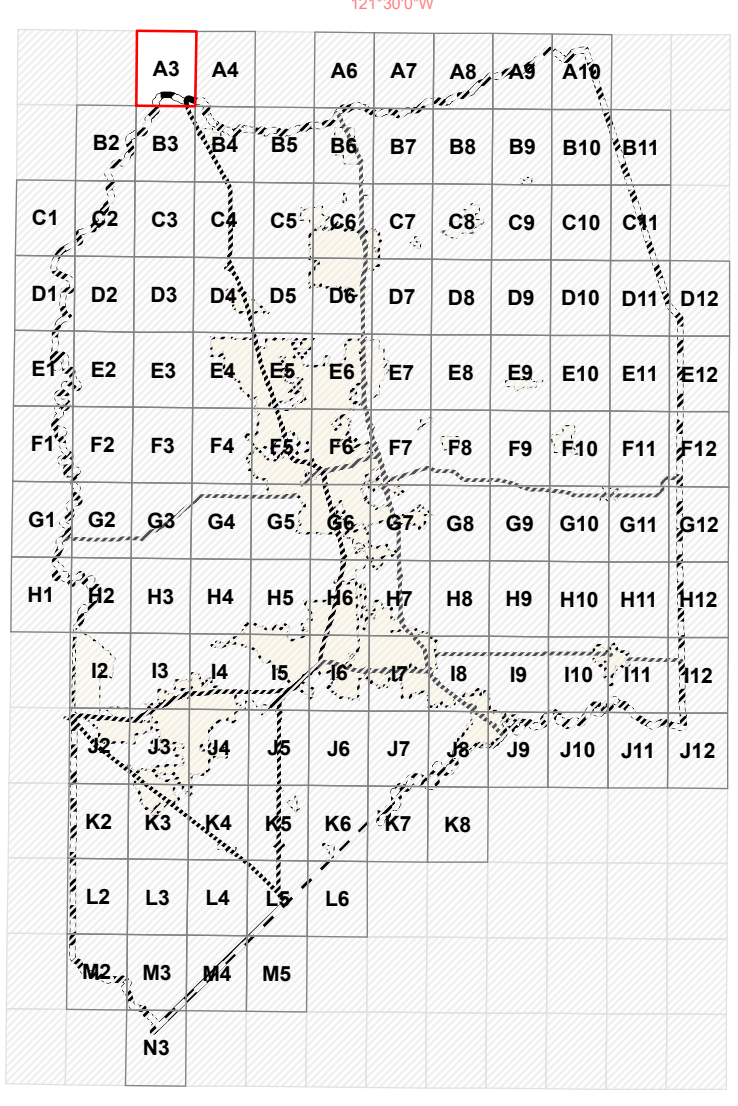 121°30'0"W
A3 A4 A6 A7 A8 A9 A10
B2 B3 B4 B5 B6 B7 B8 B9 B10 B11
C1 C2 C3 C4 C5 C6 C7 C8 C9 C10 C11
D1 D2 D3 D4 D5 D6 D7 D8 D9 D10 D11 D12
E1 E2 E3 E4 E5 E6 E7 E8 E9 E10 E11 E12
F1 F2 F3 F4 F5 F6 F7 F8 F9 F10 F11 F12
G1 G2 G3 G4 G5 G6 G7 G8 G9 G10 G11 G12
H1 H2 H3 H4 H5 H6 H7 H8 H9 H10 H11 H12
I2 I3 I4 I5 I6 I7 I8 I9 I10 I11 I12
J2 J3 J4 J5 J6 J7 J8 J9 J10 J11 J12
K2 K3 K4 K5 K6 K7 K8
L2 L3 L4 L5 L6
M2 M3 M4 M5
N3